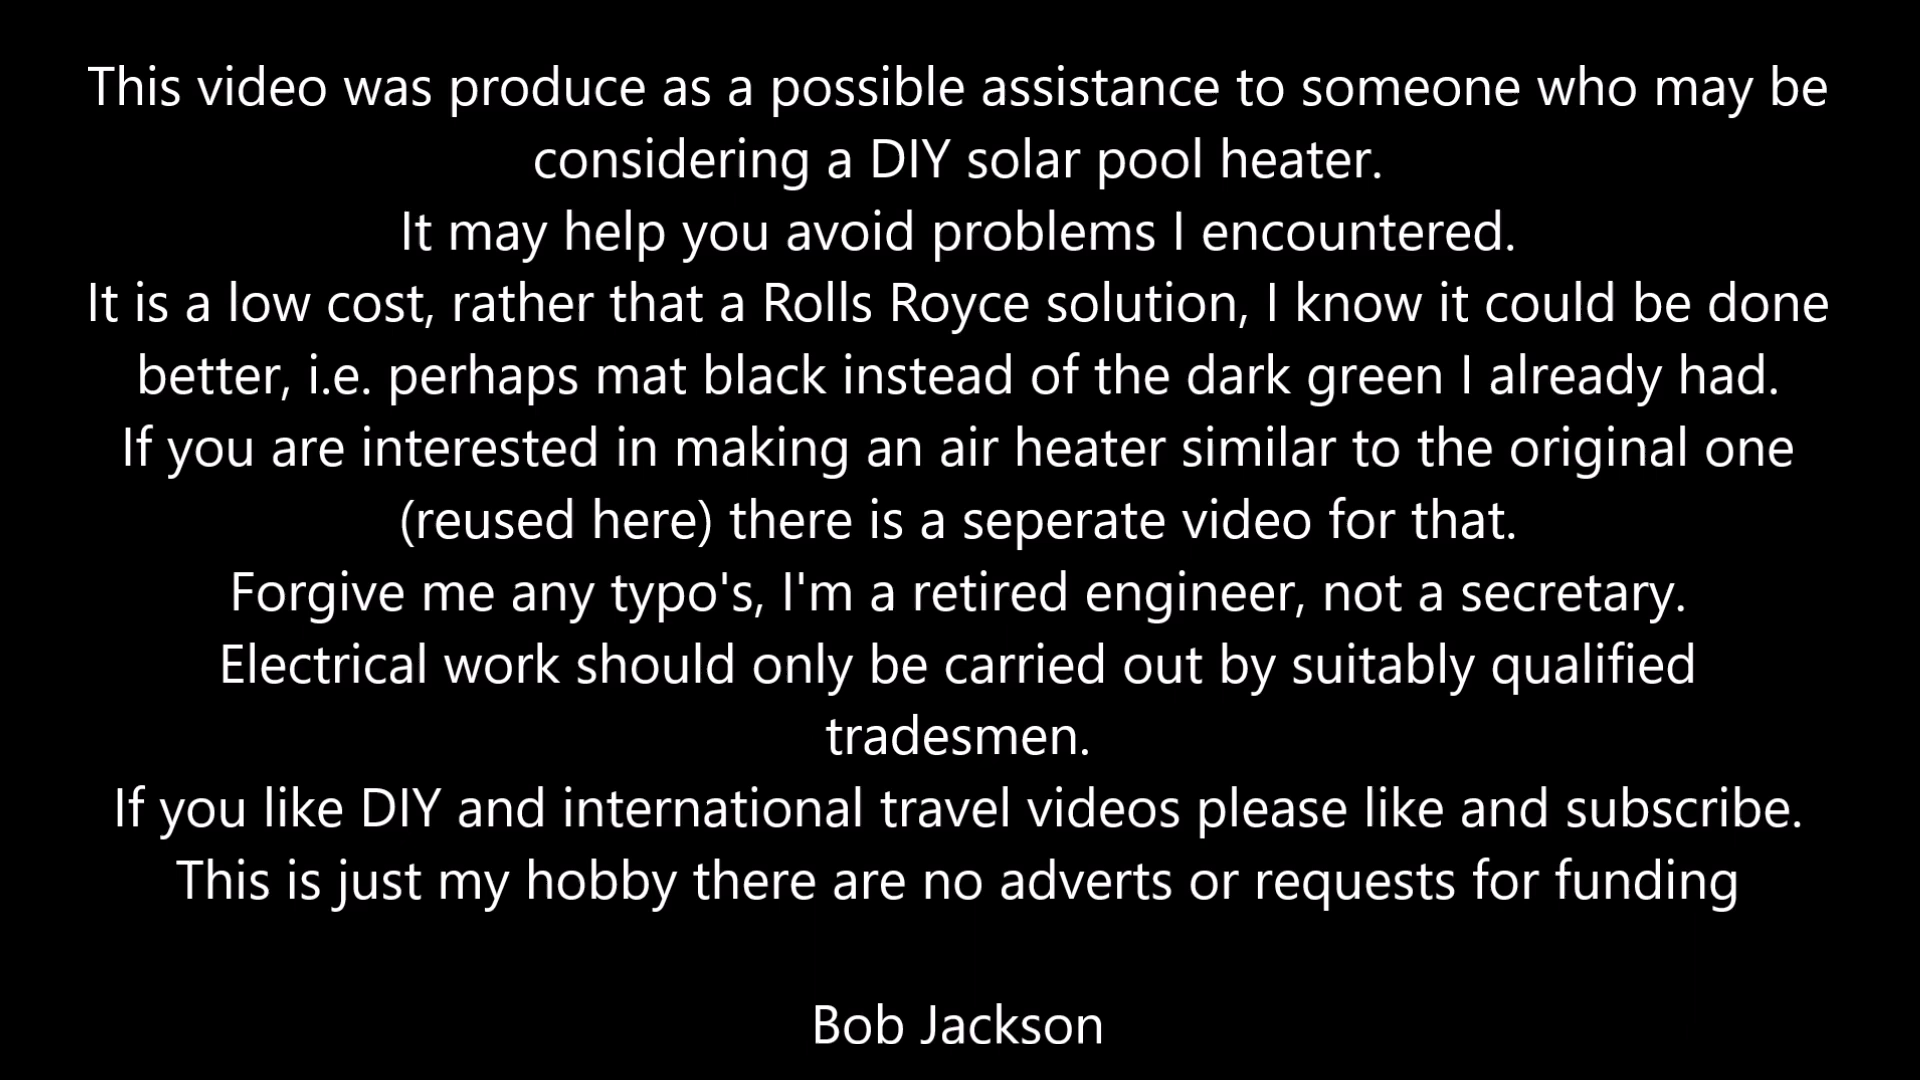 This video was produce as a possible assistance to someone who may be
considering a DIY solar pool heater.
It may help you avoid problems I encountered.
It is a low cost, rather that a Rolls Royce solution, I know it could be done
better, i.e. perhaps mat black instead of the dark green I already had.
If you are interested in making an air heater similar to the original one
(reused here) there is a seperate video for that.
Forgive me any typo's, I'm a retired engineer, not a secretary.
Electrical work should only be carried out by suitably qualified
tradesmen.
If you like DIY and international travel videos please like and subscribe.
This is just my hobby there are no adverts or requests for funding
Bob Jackson